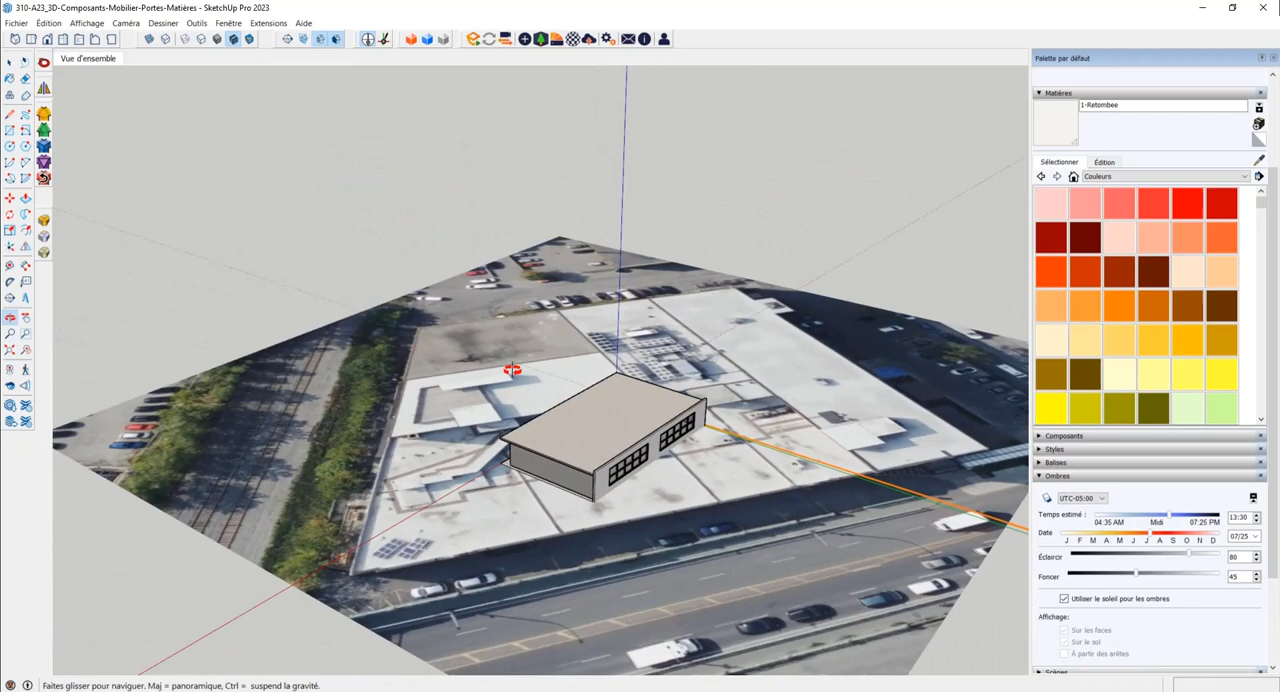 310-A23_3D-Composants-Mobilier-Portes-Matières - SketchUp Pro 2023
Fichier Édition Affichage Caméra Dessiner Outils Fenêtre Extensions Aide
Vue d'ensemble
Palette par défaut
Matières
1-Retombee
Sélectionner Édition
Couleurs
Composants
Styles
Balises
Ombres
UTC-05:00
Temps estimé : 13:30
04:35 AM Midi 07:25 PM
Date 07/25
J F M A M J J A S O N D
Éclaircir 80
Foncer 45
Utiliser le soleil pour les ombres
Affichage:
Sur les faces
Sur le sol
À partir des arêtes
Scènes
Faites glisser pour naviguer. Maj = panoramique, Ctrl = suspend la gravité.